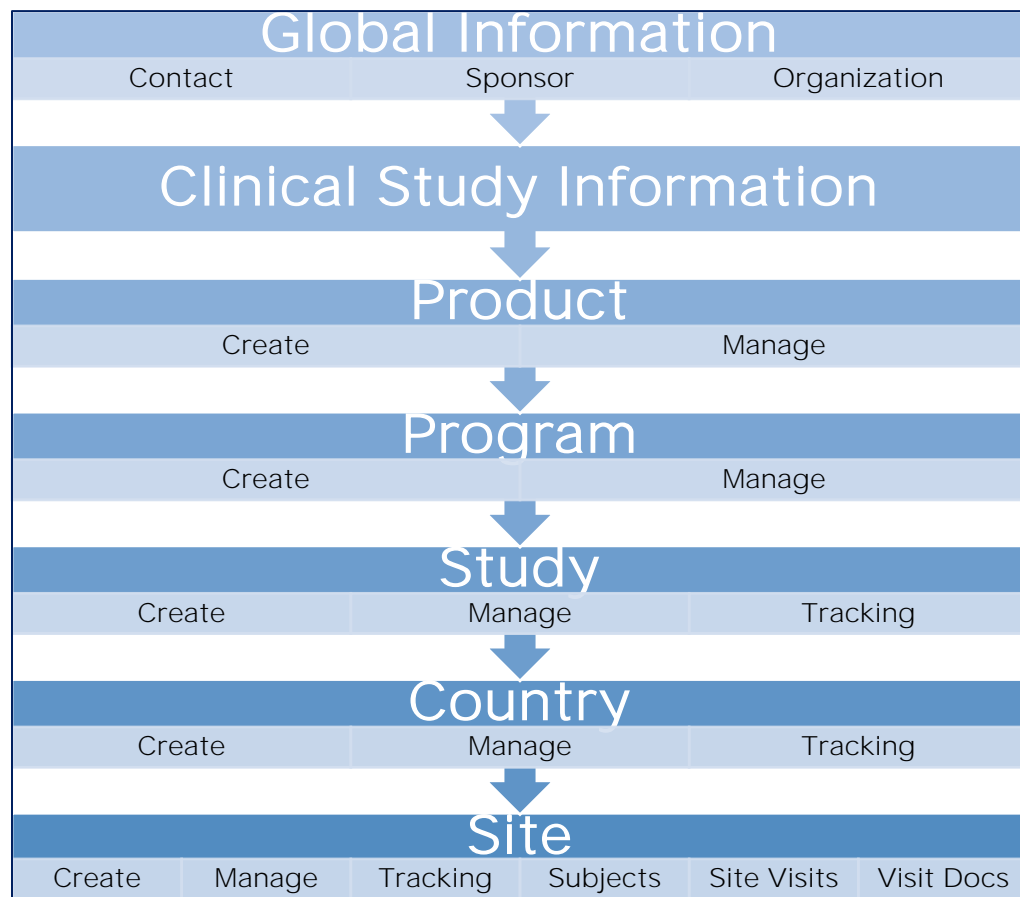 Global Information
Contact Sponsor Organization
Clinical Study Information
Product
Create Manage
Program
Create Manage
Study
Create Manage Tracking
Country
Create Manage Tracking
Site
Create Manage Tracking Subjects Site Visits Visit Docs